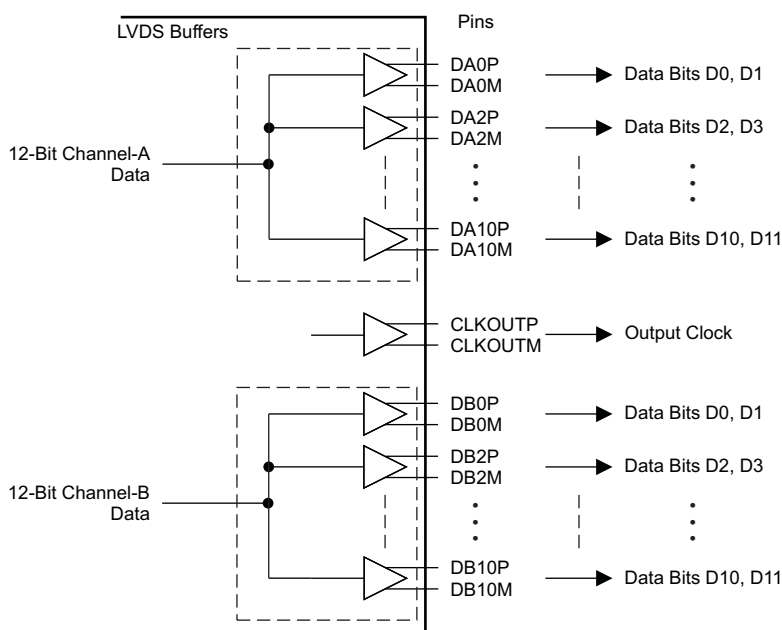 LVDS Buffers
Pins
DA0P
DA0M
Data Bits D0, D1
DA2P
DA2M
Data Bits D2, D3
12-Bit Channel-A
Data
DA10P
DA10M
Data Bits D10, D11
CLKOUTP
CLKOUTM
Output Clock
DB0P
DB0M
Data Bits D0, D1
DB2P
DB2M
Data Bits D2, D3
12-Bit Channel-B
Data
DB10P
DB10M
Data Bits D10, D11